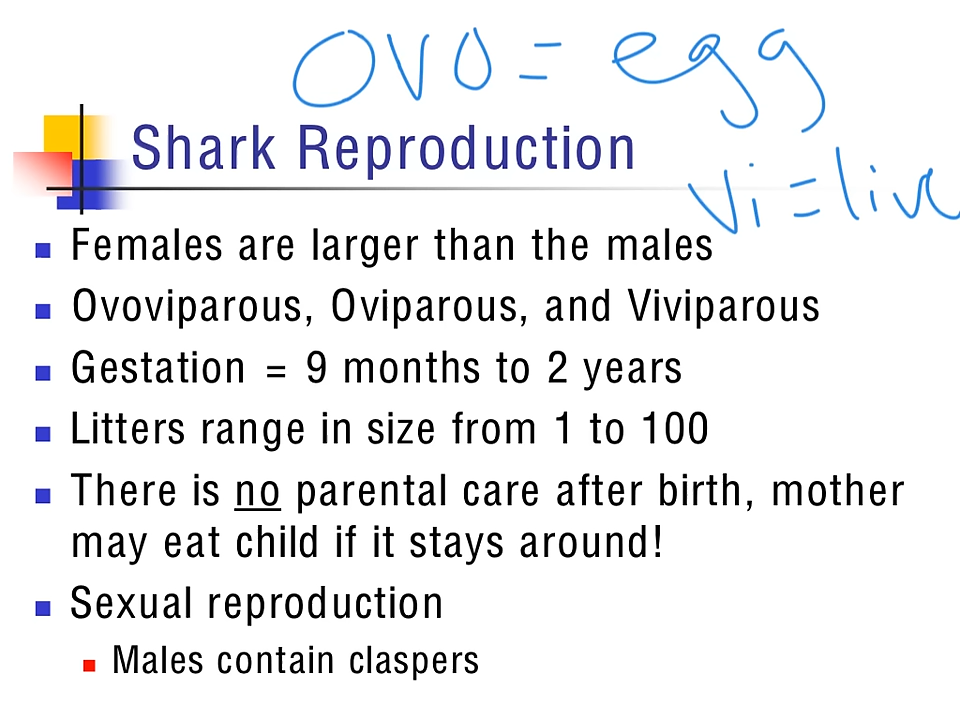 ovo = egg
Shark Reproduction
vi = live
Females are larger than the males
Ovoviparous, Oviparous, and Viviparous
Gestation = 9 months to 2 years
Litters range in size from 1 to 100
There is no parental care after birth, mother
may eat child if it stays around!
Sexual reproduction
Males contain claspers